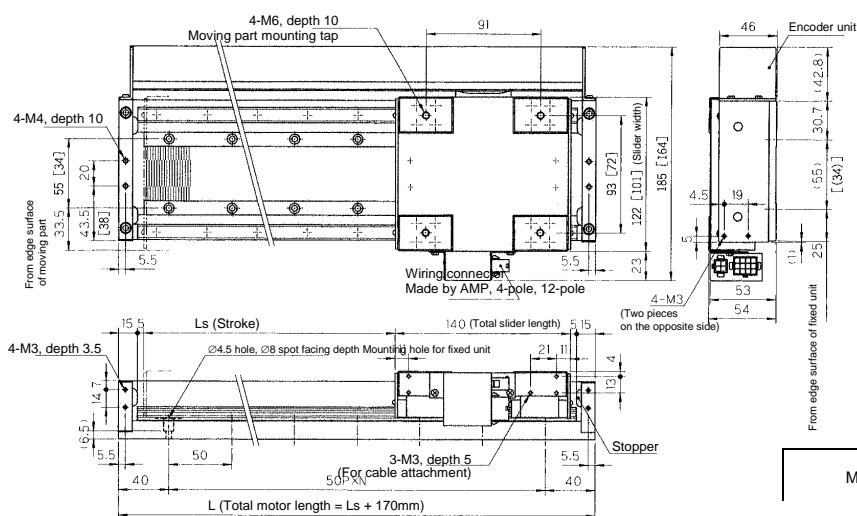 4-M6, depth 10
Moving part mounting tap
91
46
Encoder unit
(42.8)
30.7
(55)
[(34)]
4-M4, depth 10
55 [34]
20
33.5
43.5
[38]
From edge surface
of moving part
5.5
93 [72]
122 [101] (Slider width)
185 [164]
23
5.5
4.5
19
5
(1)
25
Wiring connector
Made by AMP, 4-pole, 12-pole
4-M3
(Two pieces
on the opposite side)
53
54
From edge surface of fixed unit
15
5
Ls (Stroke)
140 (Total slider length)
5
15
4-M3, depth 3.5
Ø4.5 hole, Ø8 spot facing depth Mounting hole for fixed unit
21
11
4
13
7
14
(6.5)
Stopper
5.5
50
3-M3, depth 5
(For cable attachment)
5.5
40
50P×N
40
L (Total motor length = Ls + 170mm)
M